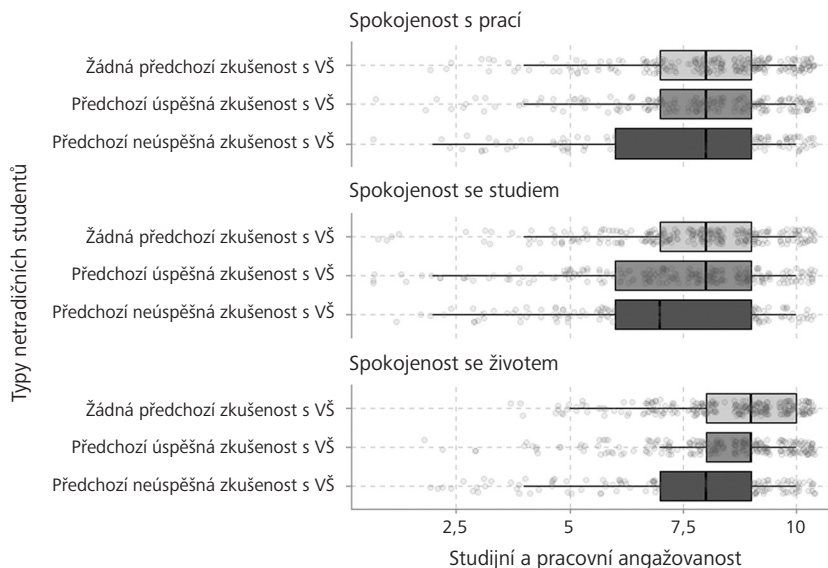 Spokojenost s prací
Žádná předchozí zkušenost s VŠ
Předchozí úspěšná zkušenost s VŠ
Předchozí neúspěšná zkušenost s VŠ
Spokojenost se studiem
Žádná předchozí zkušenost s VŠ
Předchozí úspěšná zkušenost s VŠ
Předchozí neúspěšná zkušenost s VŠ
Spokojenost se životem
Žádná předchozí zkušenost s VŠ
Předchozí úspěšná zkušenost s VŠ
Předchozí neúspěšná zkušenost s VŠ
Typy netradičních studentů
2,5 5 7,5 10
Studijní a pracovní angažovanost